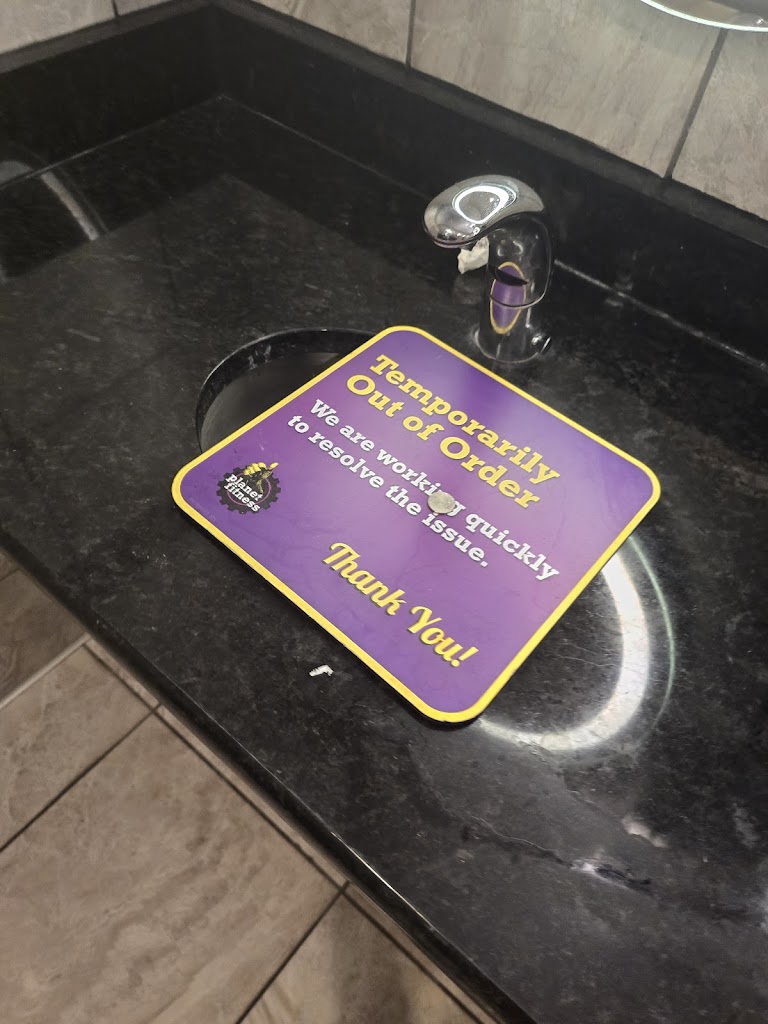 Temporarily
Out of Order
We are working quickly
to resolve the issue.
planet
fitness
Thank You!